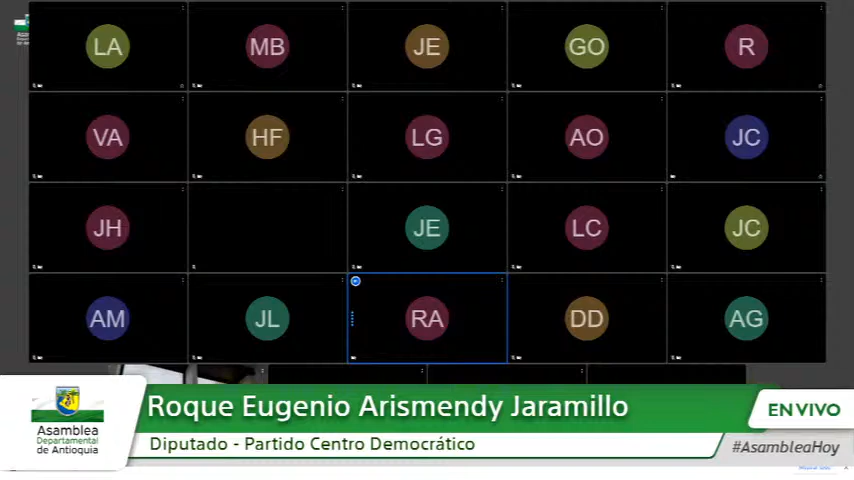 LA
MB
JE
GO
R
VA
HF
LG
AO
JC
JH
JE
LC
JC
AM
JL
RA
DD
AG
Roque Eugenio Arismendy Jaramillo
EN VIVO
Asamblea
Departamental
de Antioquia
Diputado - Partido Centro Democrático
#AsambleaHoy